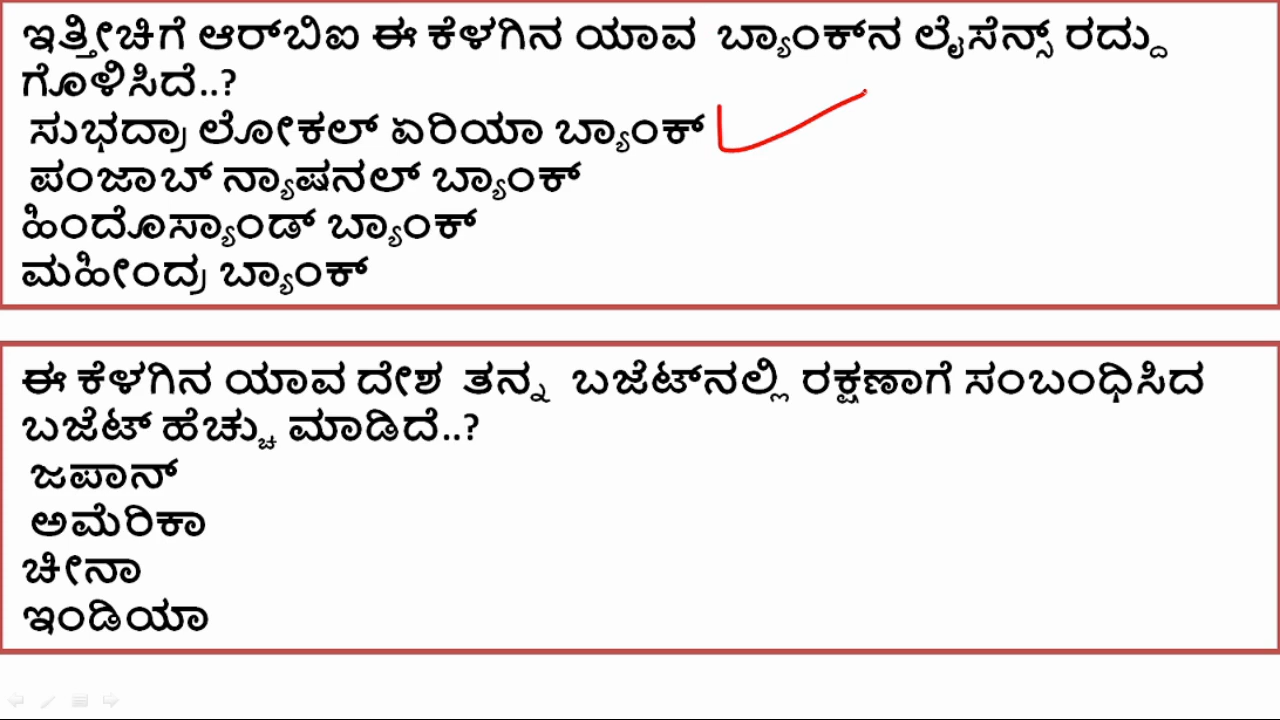 ಇತ್ತೀಚಿಗೆ ಆರ್‌ಬಿಐ ಈ ಕೆಳಗಿನ ಯಾವ ಬ್ಯಾಂಕ್‌ನ ಲೈಸೆನ್ಸ್ ರದ್ದು
ಗೊಳಿಸಿದೆ..?
ಸುಭದ್ರಾ ಲೋಕಲ್ ಏರಿಯಾ ಬ್ಯಾಂಕ್
ಪಂಜಾಬ್ ನ್ಯಾಷನಲ್ ಬ್ಯಾಂಕ್
ಹಿಂದೊಸ್ಯಾಂಡ್ ಬ್ಯಾಂಕ್
ಮಹೀಂದ್ರ ಬ್ಯಾಂಕ್
ಈ ಕೆಳಗಿನ ಯಾವ ದೇಶ ತನ್ನ ಬಜೆಟ್‌ನಲ್ಲಿ ರಕ್ಷಣಾಗೆ ಸಂಬಂಧಿಸಿದ
ಬಜೆಟ್ ಹೆಚ್ಚು ಮಾಡಿದೆ..?
ಜಪಾನ್
ಅಮೆರಿಕಾ
ಚೀನಾ
ಇಂಡಿಯಾ